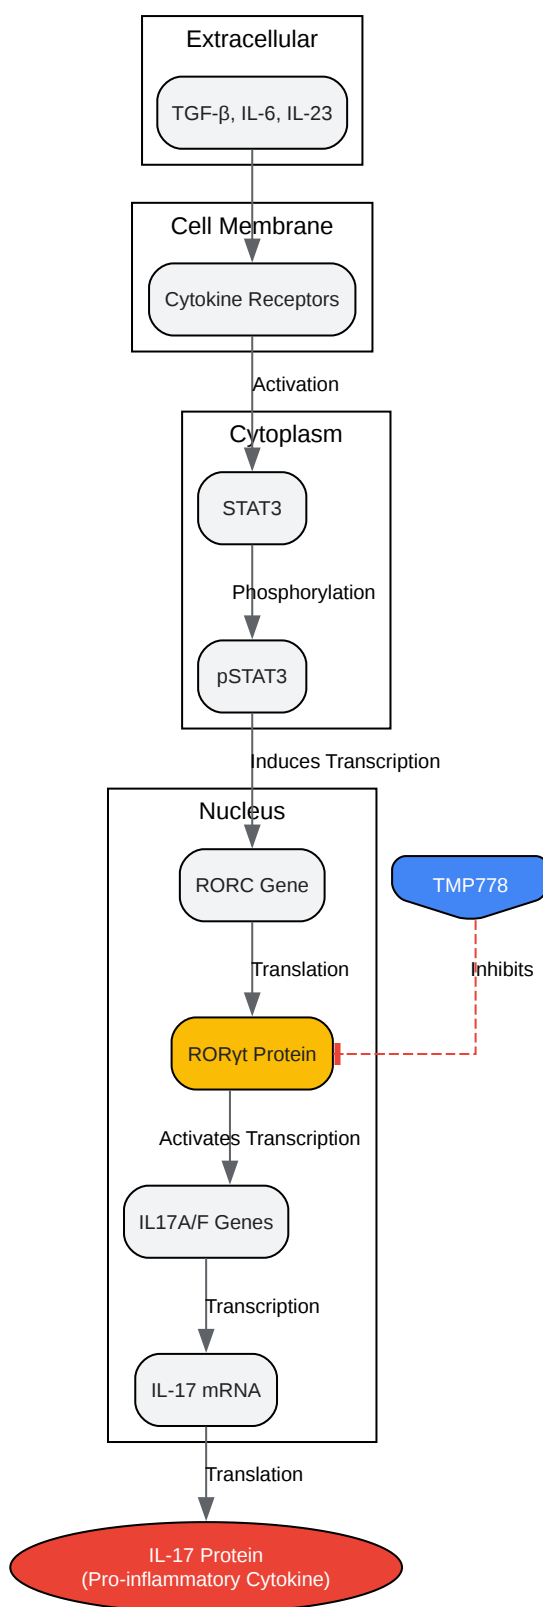 Extracellular
TGF-β, IL-6, IL-23
Cell Membrane
Cytokine Receptors
Activation
Cytoplasm
STAT3
Phosphorylation
pSTAT3
Induces Transcription
Nucleus
RORC Gene
TMP778
Translation
Inhibits
RORγt Protein
Activates Transcription
IL17A/F Genes
Transcription
IL-17 mRNA
Translation
IL-17 Protein
(Pro-inflammatory Cytokine)